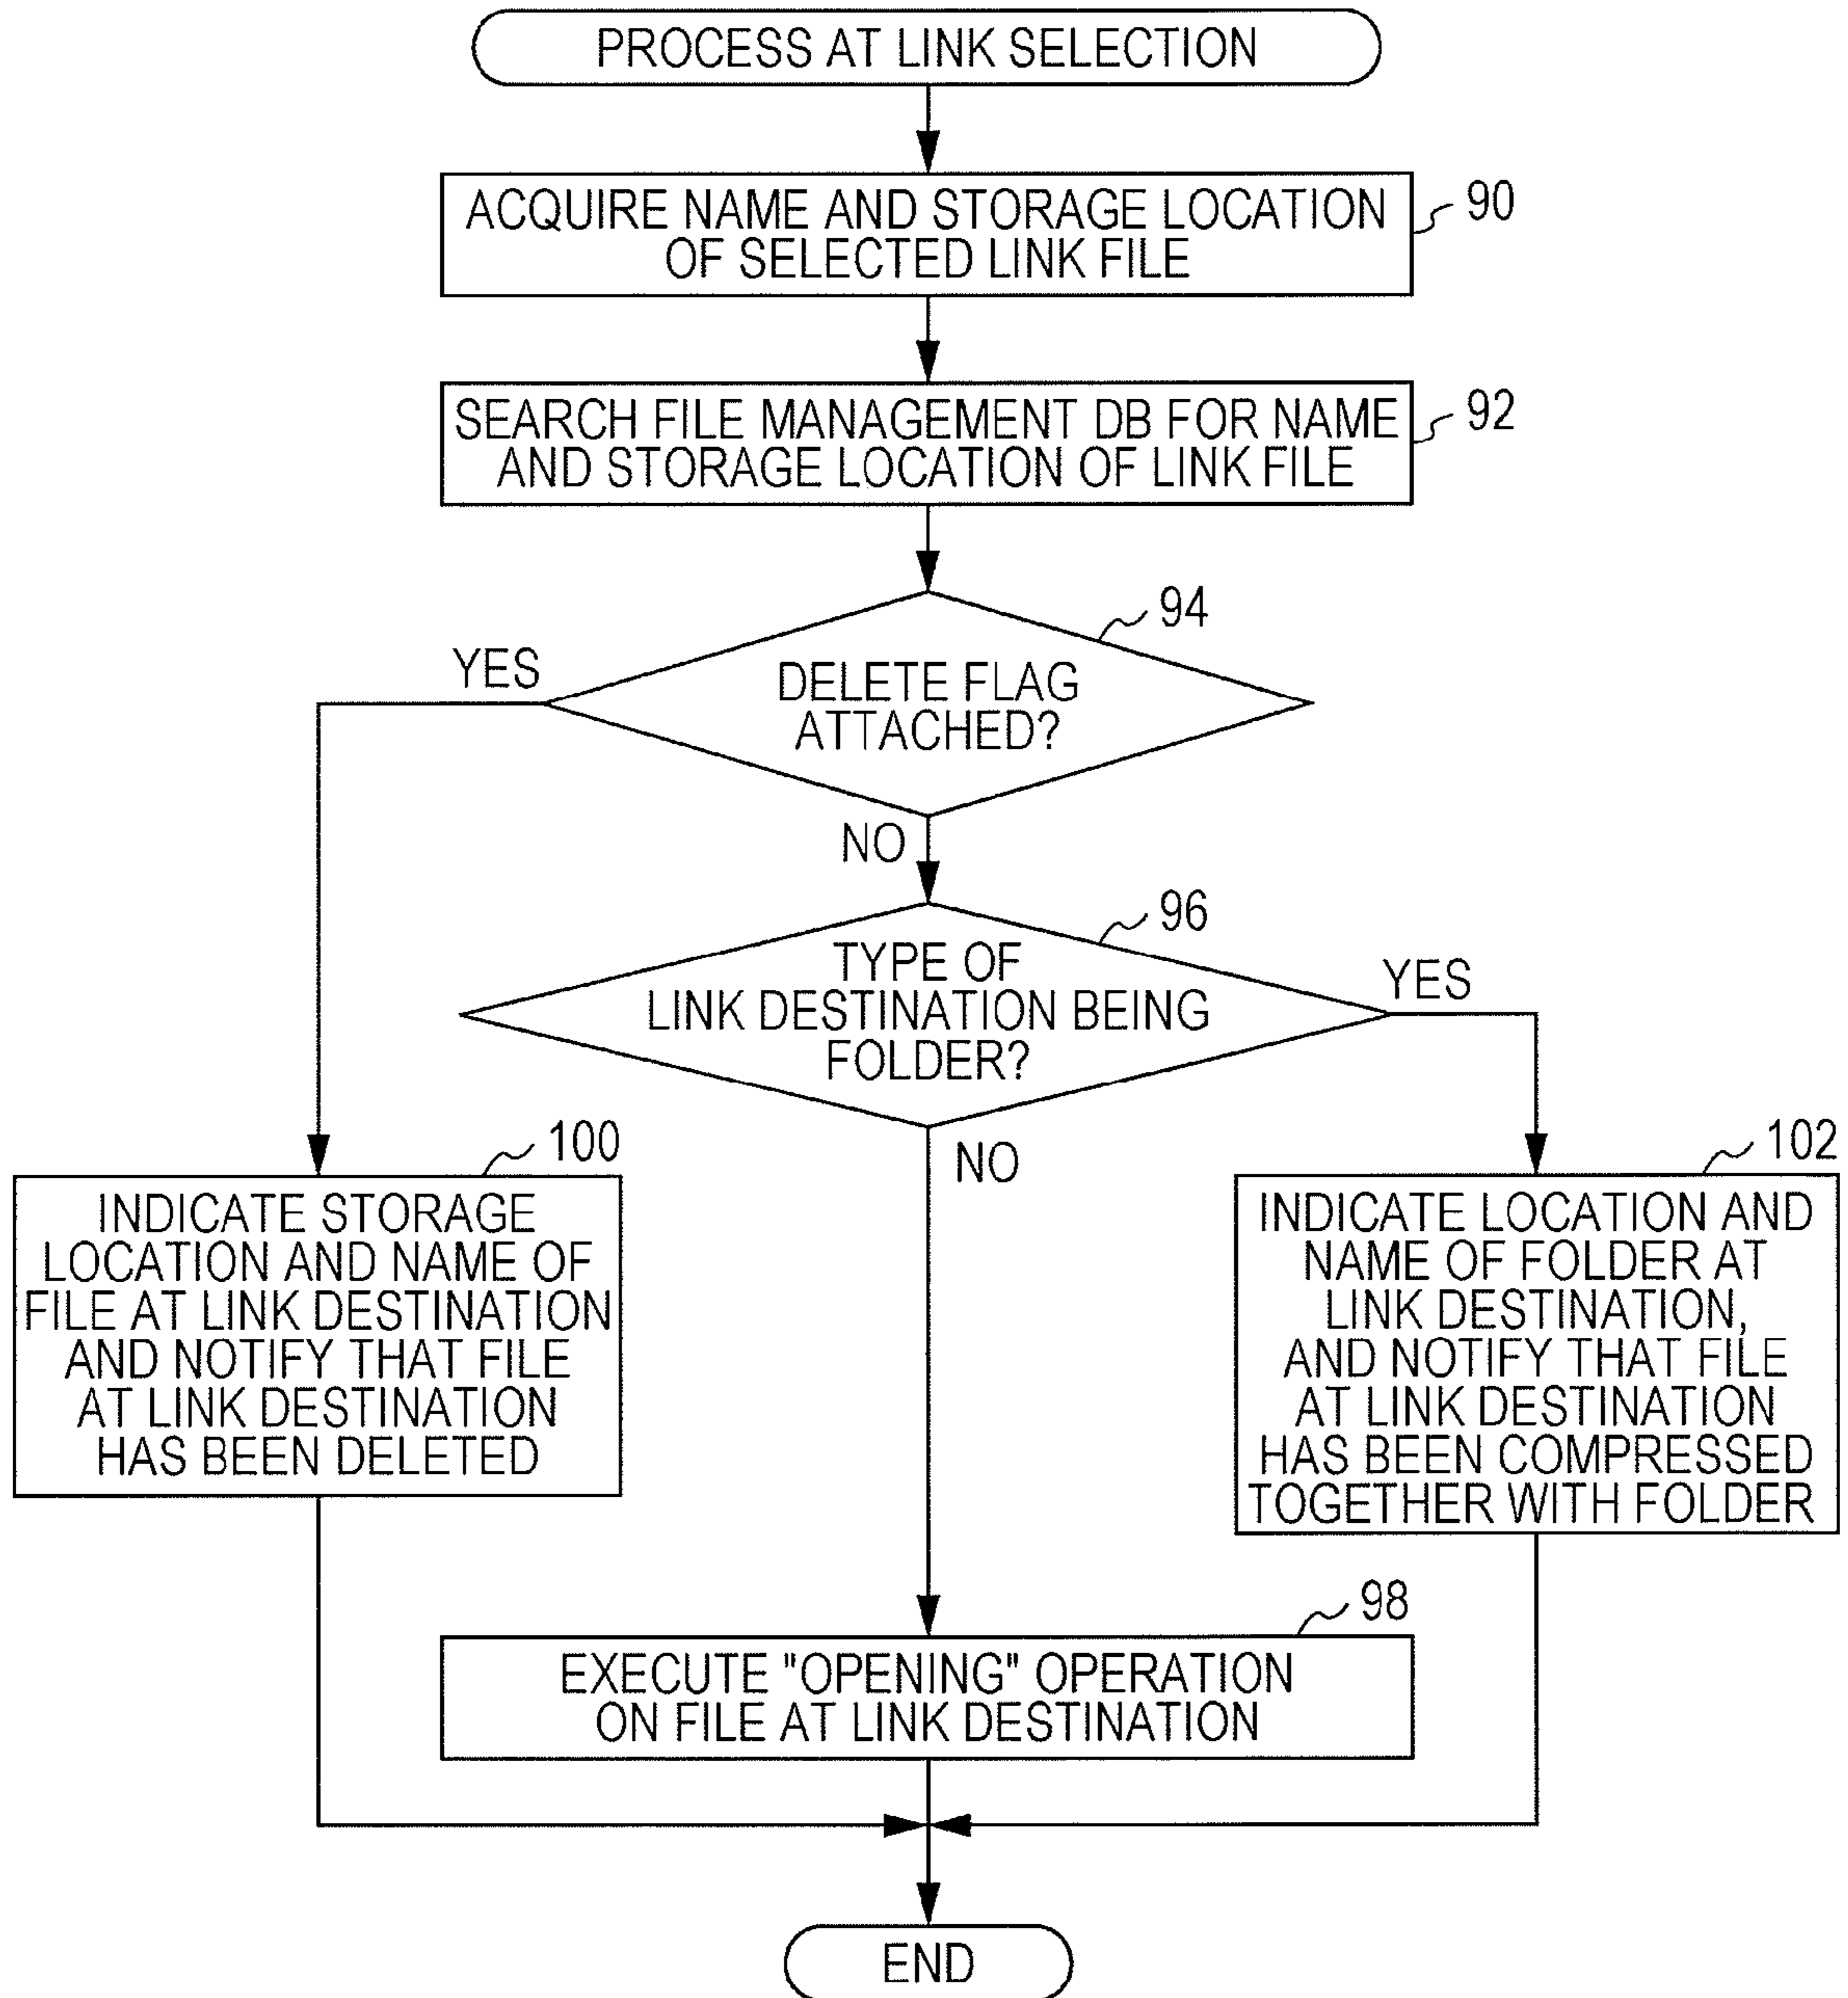 PROCESS AT LINK SELECTION
ACQUIRE NAME AND STORAGE LOCATION
OF SELECTED LINK FILE
90
SEARCH FILE MANAGEMENT DB FOR NAME
AND STORAGE LOCATION OF LINK FILE
92
94
YES
DELETE FLAG
ATTACHED?
NO
96
TYPE OF
LINK DESTINATION BEING
FOLDER?
YES
NO
100
INDICATE STORAGE
LOCATION AND NAME OF
FILE AT LINK DESTINATION
AND NOTIFY THAT FILE
AT LINK DESTINATION
HAS BEEN DELETED
102
INDICATE LOCATION AND
NAME OF FOLDER AT
LINK DESTINATION,
AND NOTIFY THAT FILE
AT LINK DESTINATION
HAS BEEN COMPRESSED
TOGETHER WITH FOLDER
98
EXECUTE "OPENING" OPERATION
ON FILE AT LINK DESTINATION
END